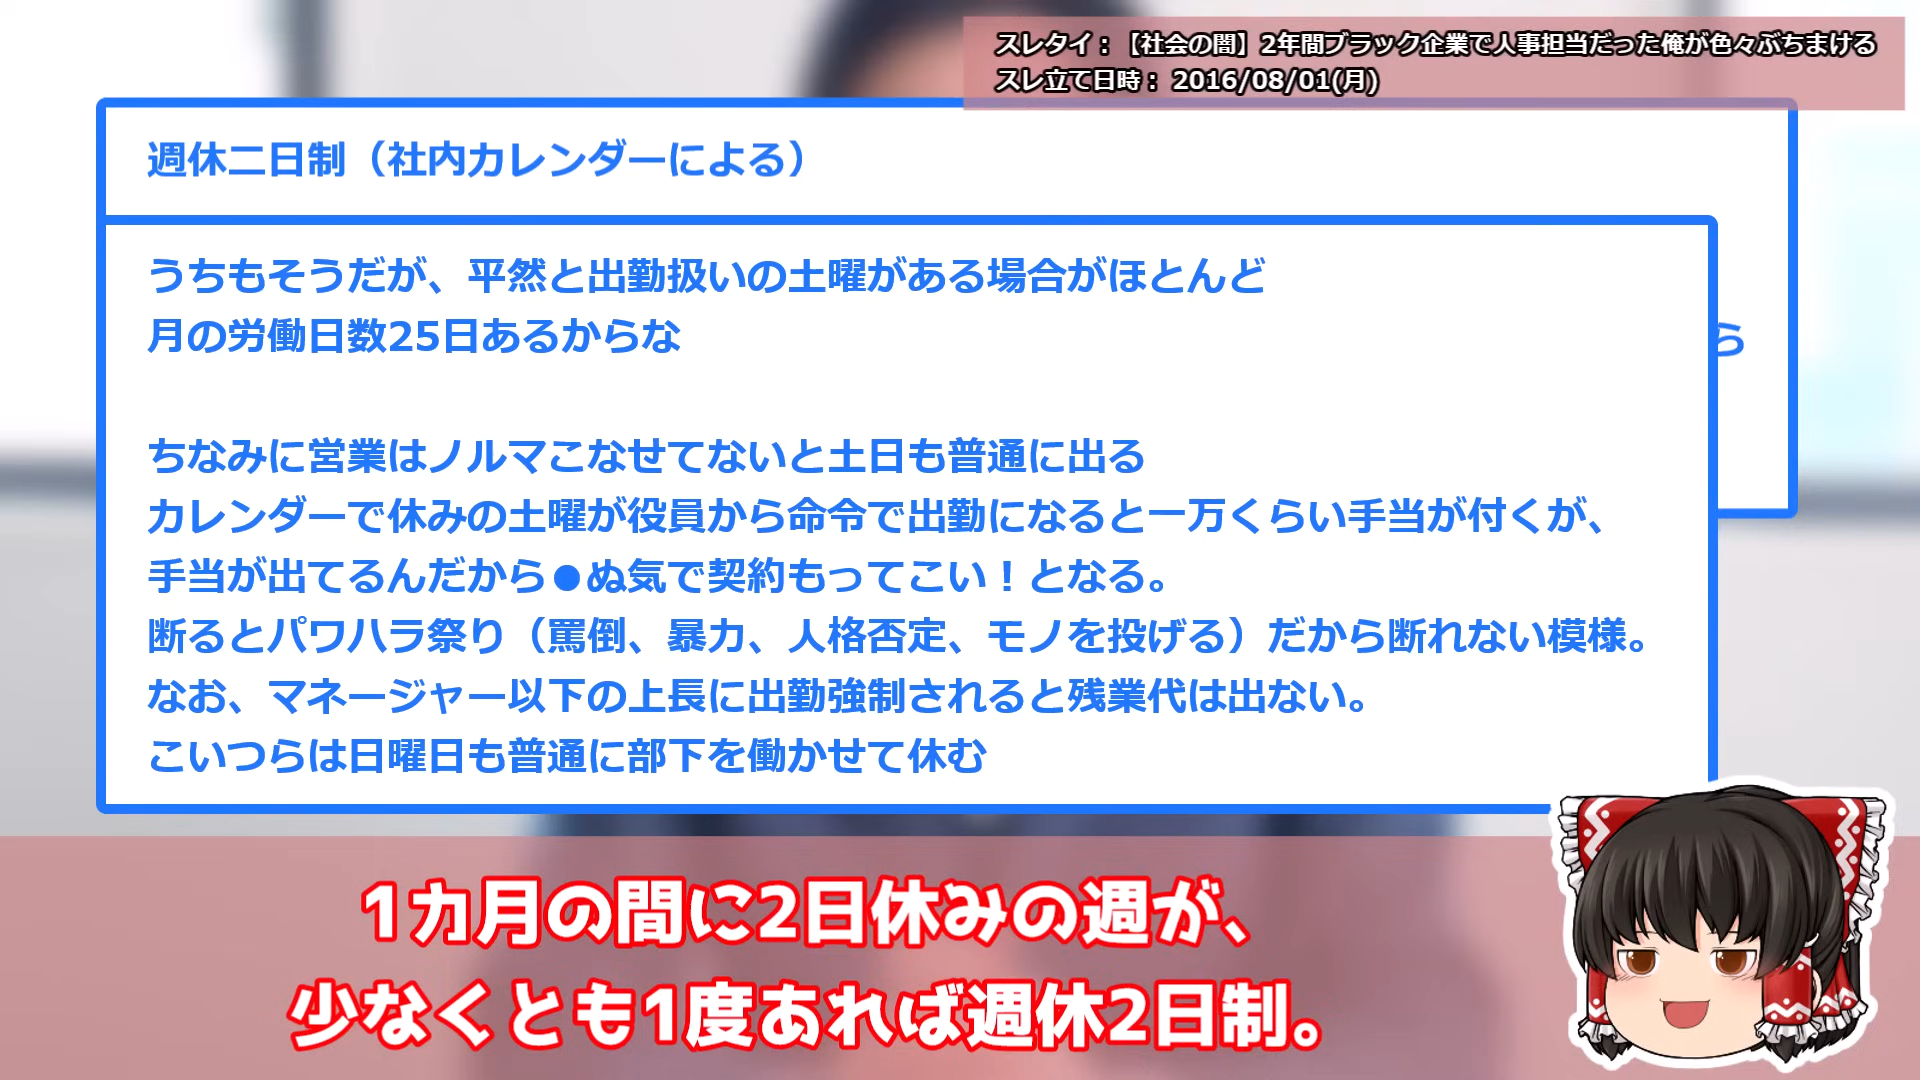 スレタイ：【社会の闇】2年間ブラック企業で人事担当だった俺が色々ぶちまける
スレ立て日時： 2016/08/01(月)
週休二日制（社内カレンダーによる）
うちもそうだが、平然と出勤扱いの土曜がある場合がほとんど
月の労働日数25日あるからな
ら
ちなみに営業はノルマこなせてないと土日も普通に出る
カレンダーで休みの土曜が役員から命令で出勤になると一万くらい手当が付くが、
手当が出てるんだから●ぬ気で契約もってこい！となる。
断るとパワハラ祭り（罵倒、暴力、人格否定、モノを投げる）だから断れない模様。
なお、マネージャー以下の上長に出勤強制されると残業代は出ない。
こいつらは日曜日も普通に部下を働かせて休む
1カ月の間に2日休みの週が、
少なくとも1度あれば週休2日制。